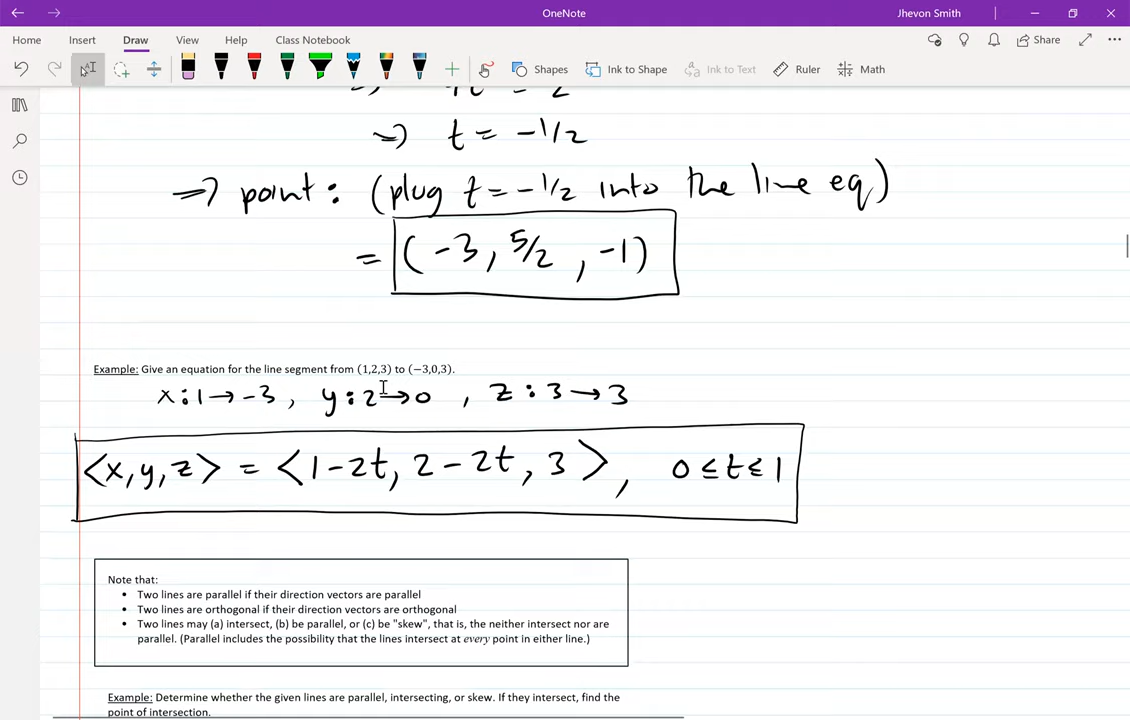 OneNote
Jhevon Smith
Home Insert Draw View Help Class Notebook Share
Shapes Ink to Shape Ink to Text Ruler Math
⇒ t = -1/2
⇒ point: (plug t = -1/2 into the line eq)
= (-3, 5/2, -1)
Example: Give an equation for the line segment from (1,2,3) to (−3,0,3).
x: 1 → -3, y: 2 → 0, z: 3 → 3
<x, y, z> = <1-2t, 2-2t, 3>, 0 ≤ t ≤ 1
Note that:
• Two lines are parallel if their direction vectors are parallel
• Two lines are orthogonal if their direction vectors are orthogonal
• Two lines may (a) intersect, (b) be parallel, or (c) be "skew", that is, the neither intersect nor are
parallel. (Parallel includes the possibility that the lines intersect at every point in either line.)
Example: Determine whether the given lines are parallel, intersecting, or skew. If they intersect, find the
point of intersection.